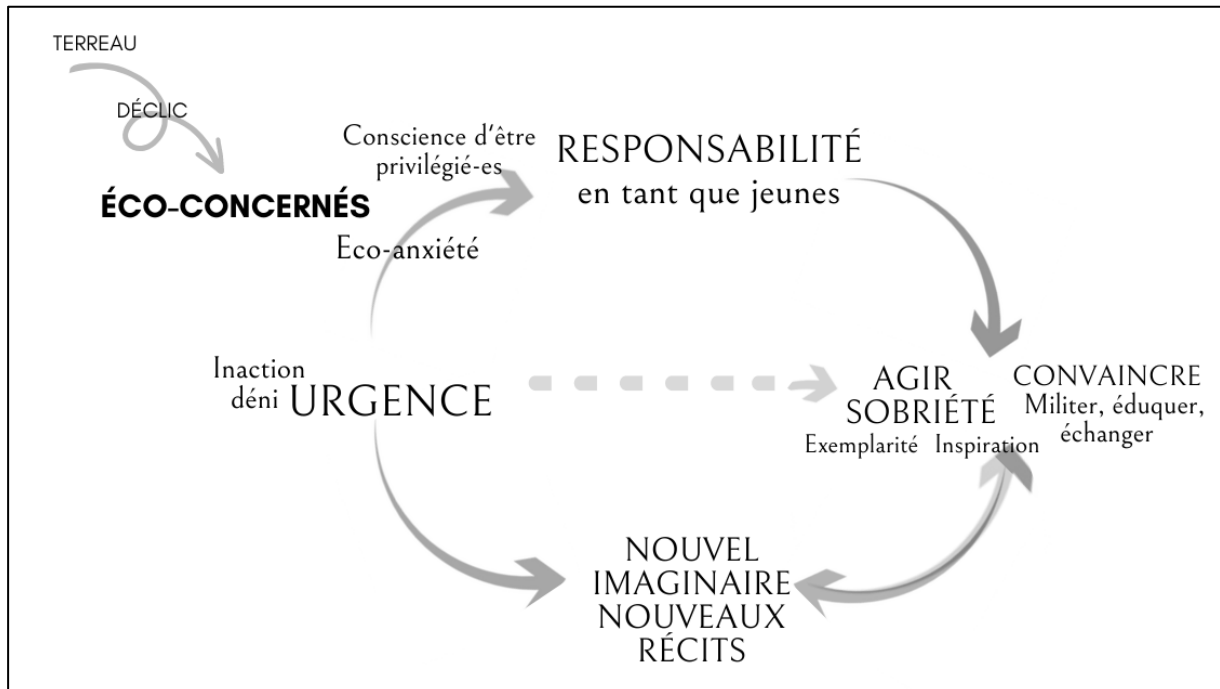 TERREAU
DÉCLIC
ÉCO-CONCERNÉS
Conscience d'être
privilégié-es
Eco-anxiété
RESPONSABILITÉ
en tant que jeunes
Inaction
déni
URGENCE
AGIR
SOBRIÉTÉ
Exemplarité Inspiration
CONVAINCRE
Militer, éduquer,
échanger
NOUVEL
IMAGINAIRE
NOUVEAUX
RÉCITS